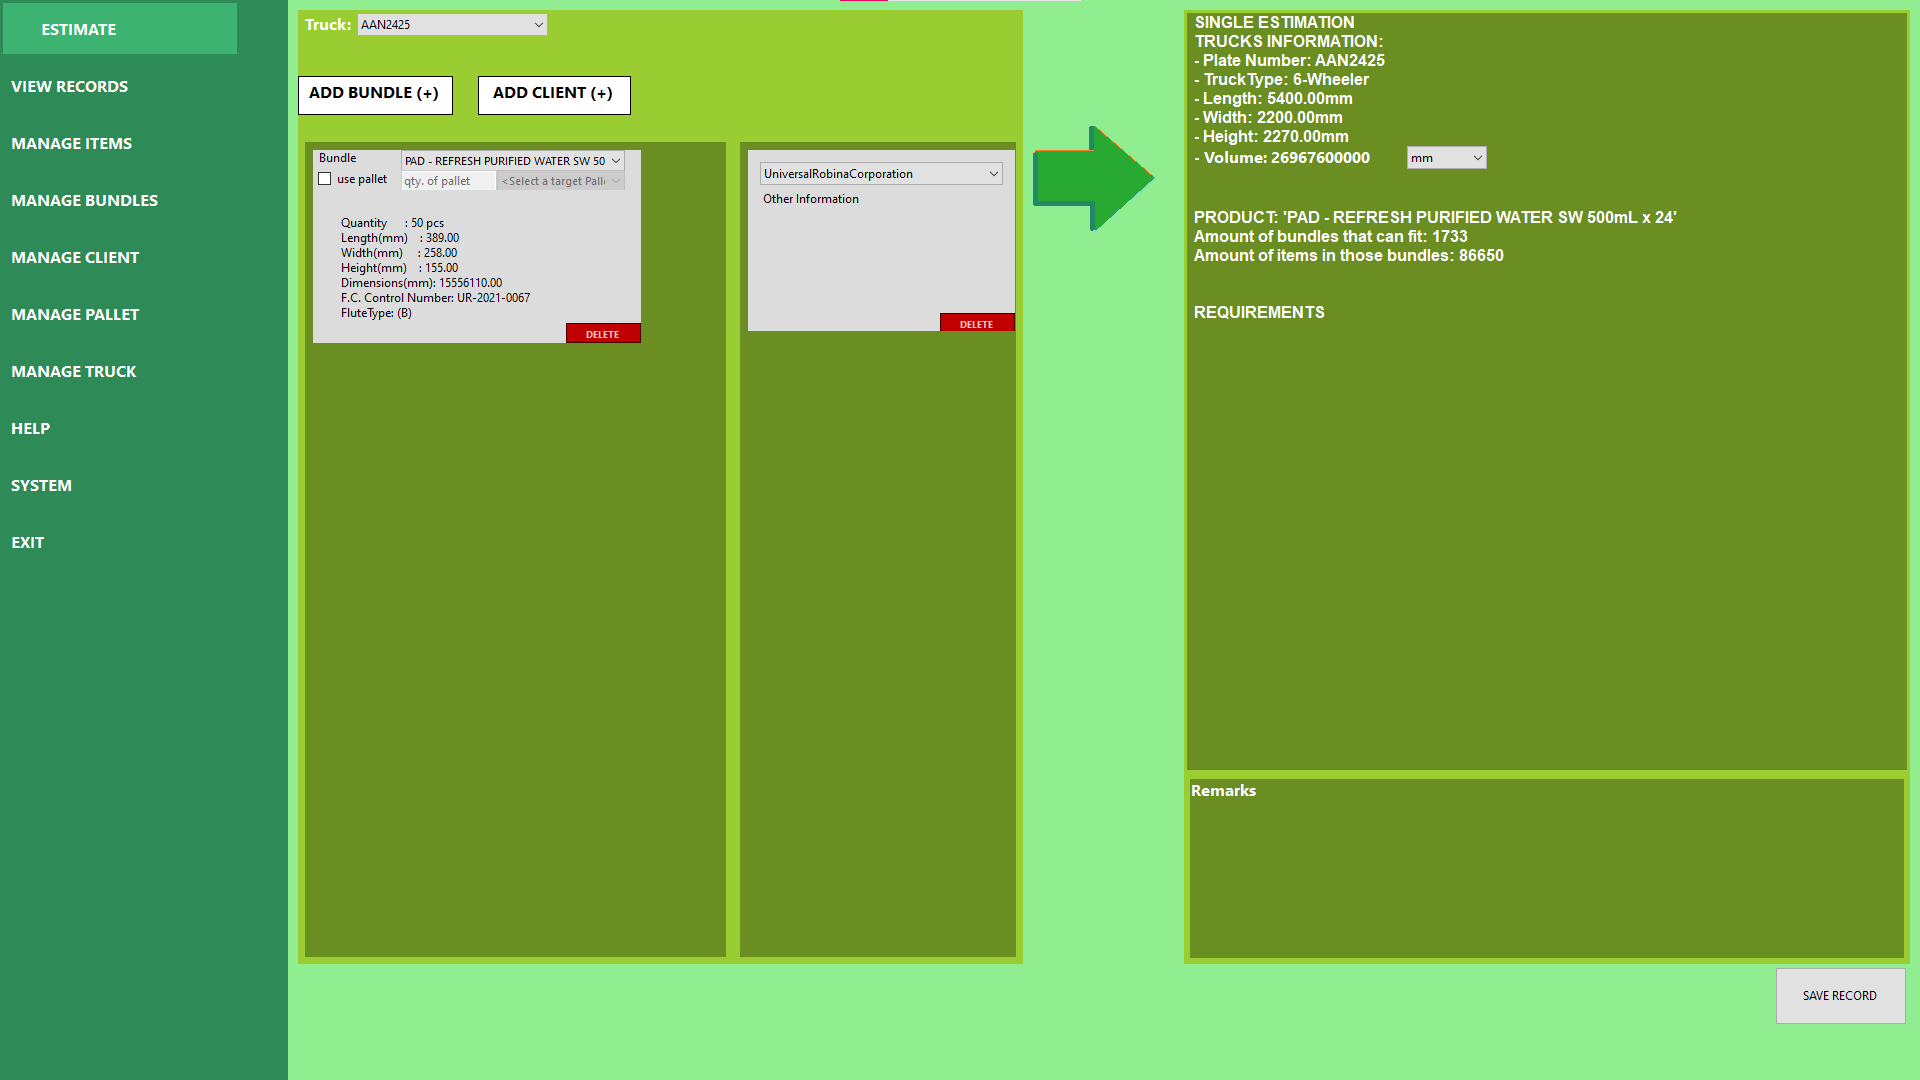 ESTIMATE
VIEW RECORDS
MANAGE ITEMS
MANAGE BUNDLES
MANAGE CLIENT
MANAGE PALLET
MANAGE TRUCK
HELP
SYSTEM
EXIT
Truck: AAN2425
ADD BUNDLE (+) ADD CLIENT (+)
Bundle PAD - REFRESH PURIFIED WATER SW 50
use pallet qty. of pallet <Select a target Pall
Quantity : 50 pcs
Length(mm) : 389.00
Width(mm) : 258.00
Height(mm) : 155.00
Dimensions(mm): 15556110.00
F.C. Control Number: UR-2021-0067
FluteType: (B)
DELETE
UniversalRobinaCorporation
Other Information
DELETE
SINGLE ESTIMATION
TRUCKS INFORMATION:
- Plate Number: AAN2425
- TruckType: 6-Wheeler
- Length: 5400.00mm
- Width: 2200.00mm
- Height: 2270.00mm
- Volume: 26967600000 mm
PRODUCT: 'PAD - REFRESH PURIFIED WATER SW 500mL x 24'
Amount of bundles that can fit: 1733
Amount of items in those bundles: 86650
REQUIREMENTS
Remarks
SAVE RECORD